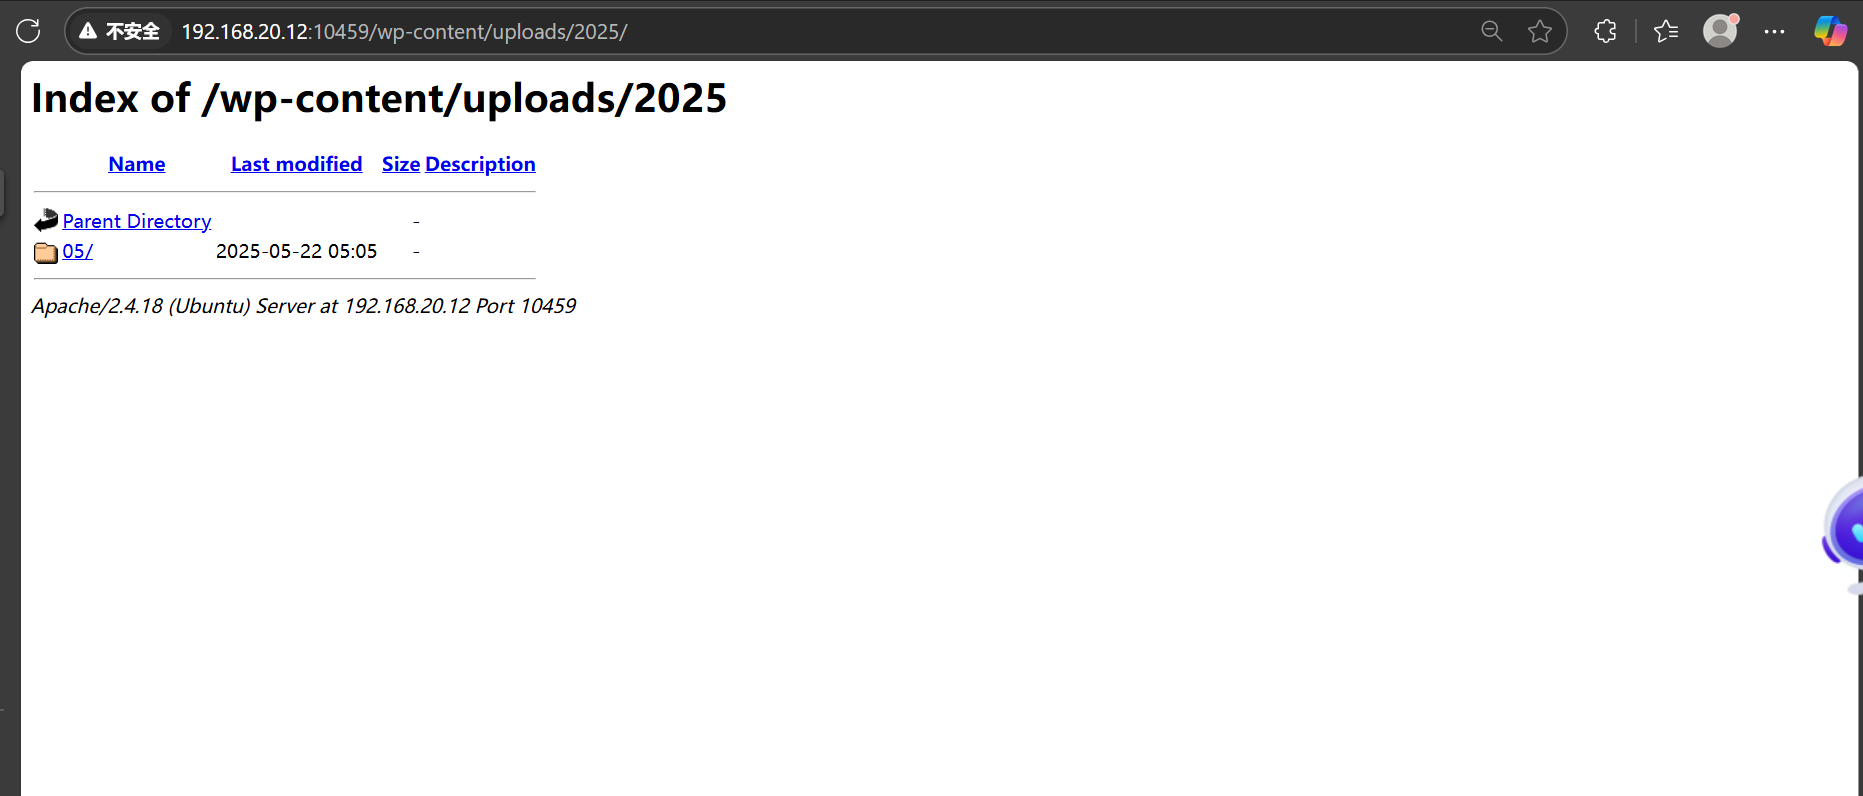 不安全 192.168.20.12:10459/wp-content/uploads/2025/
Index of /wp-content/uploads/2025
Name Last modified Size Description
Parent Directory -
05/ 2025-05-22 05:05 -
Apache/2.4.18 (Ubuntu) Server at 192.168.20.12 Port 10459